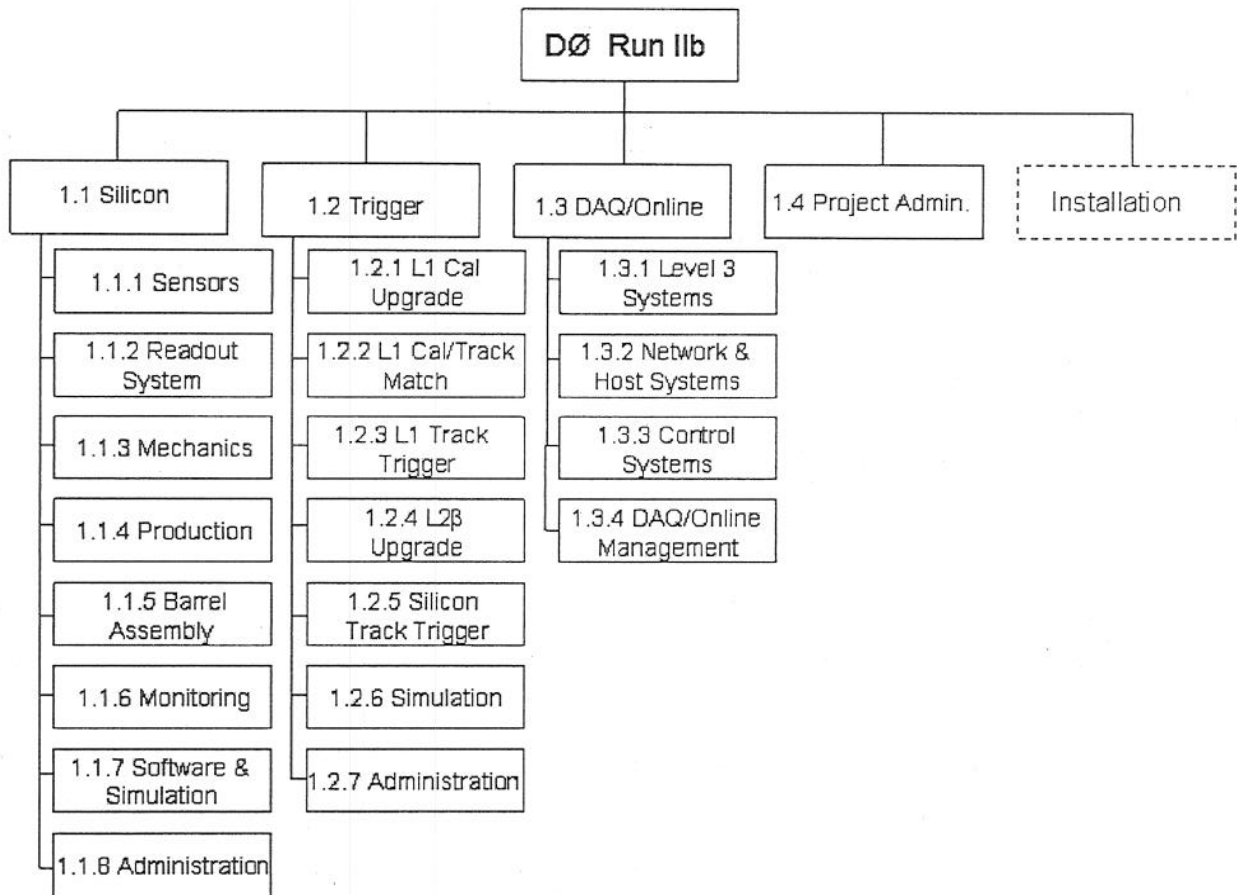 DØ Run IIb
1.1 Silicon
1.2 Trigger
1.3 DAQ/Online
1.4 Project Admin.
Installation
1.1.1 Sensors
1.1.2 Readout
System
1.1.3 Mechanics
1.1.4 Production
1.1.5 Barrel
Assembly
1.1.6 Monitoring
1.1.7 Software &
Simulation
1.1.8 Administration
1.2.1 L1 Cal
Upgrade
1.2.2 L1 Cal/Track
Match
1.2.3 L1 Track
Trigger
1.2.4 L2β
Upgrade
1.2.5 Silicon
Track Trigger
1.2.6 Simulation
1.2.7 Administration
1.3.1 Level 3
Systems
1.3.2 Network &
Host Systems
1.3.3 Control
Systems
1.3.4 DAQ/Online
Management